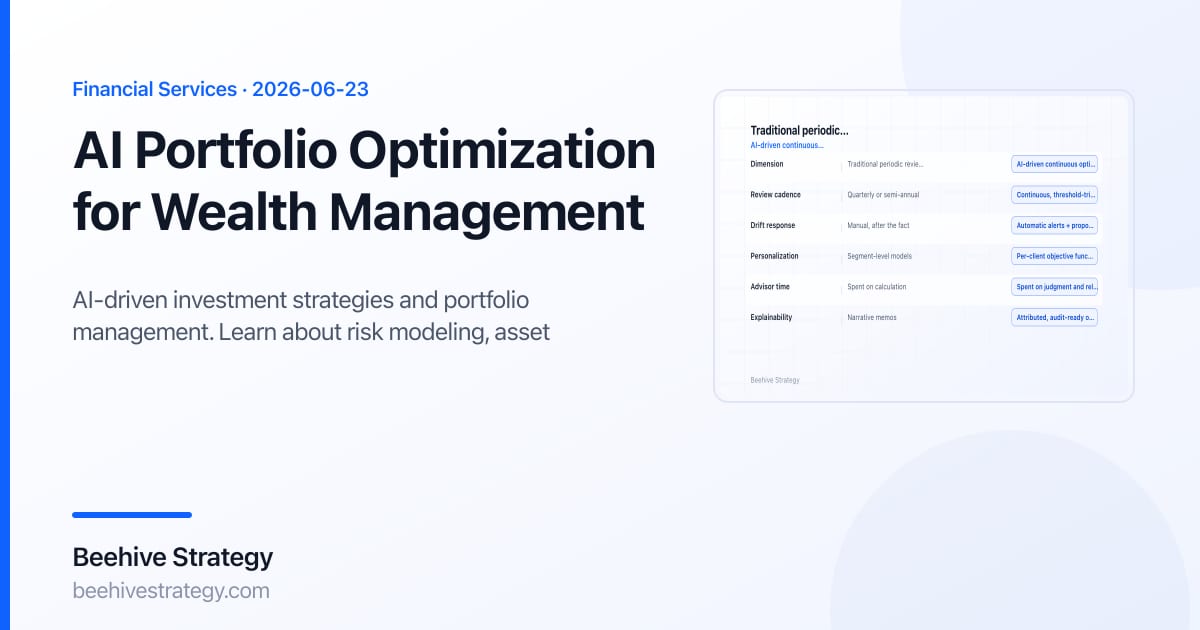 Financial Services · 2026-06-23
AI Portfolio Optimization
for Wealth Management
AI-driven investment strategies and portfolio
management. Learn about risk modeling, asset
Beehive Strategy
beehivestrategy.com
Traditional periodic...
AI-driven continuous...
Dimension Traditional periodic revie... AI-driven continuous opti...
Review cadence Quarterly or semi-annual Continuous, threshold-tri...
Drift response Manual, after the fact Automatic alerts + propo...
Personalization Segment-level models Per-client objective func...
Advisor time Spent on calculation Spent on judgment and rel...
Explainability Narrative memos Attributed, audit-ready o...
Beehive Strategy